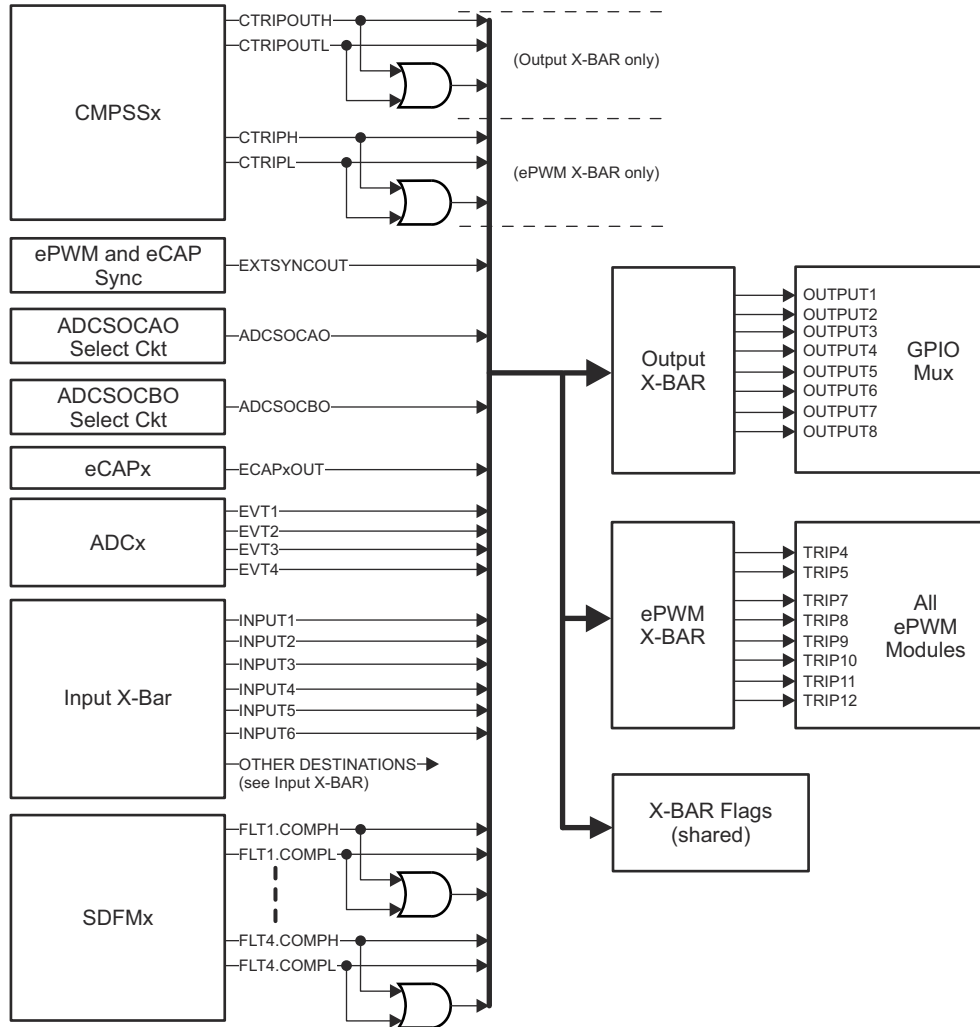 CMPSSx
CTRIPOUTH
CTRIPOUTL
(Output X-BAR only)
CTRIPH
CTRIPL
(ePWM X-BAR only)
ePWM and eCAP
Sync
EXTSYNCOUT
ADCSOCAO
Select Ckt
ADCSOCAO
ADCSOCBO
Select Ckt
ADCSOCBO
eCAPx
ECAPxOUT
ADCx
EVT1
EVT2
EVT3
EVT4
Input X-Bar
INPUT1
INPUT2
INPUT3
INPUT4
INPUT5
INPUT6
OTHER DESTINATIONS
(see Input X-BAR)
SDFMx
FLT1.COMPH
FLT1.COMPL
FLT4.COMPH
FLT4.COMPL
Output
X-BAR
OUTPUT1
OUTPUT2
OUTPUT3
OUTPUT4
OUTPUT5
OUTPUT6
OUTPUT7
OUTPUT8
GPIO
Mux
ePWM
X-BAR
TRIP4
TRIP5
TRIP7
TRIP8
TRIP9
TRIP10
TRIP11
TRIP12
All
ePWM
Modules
X-BAR Flags
(shared)